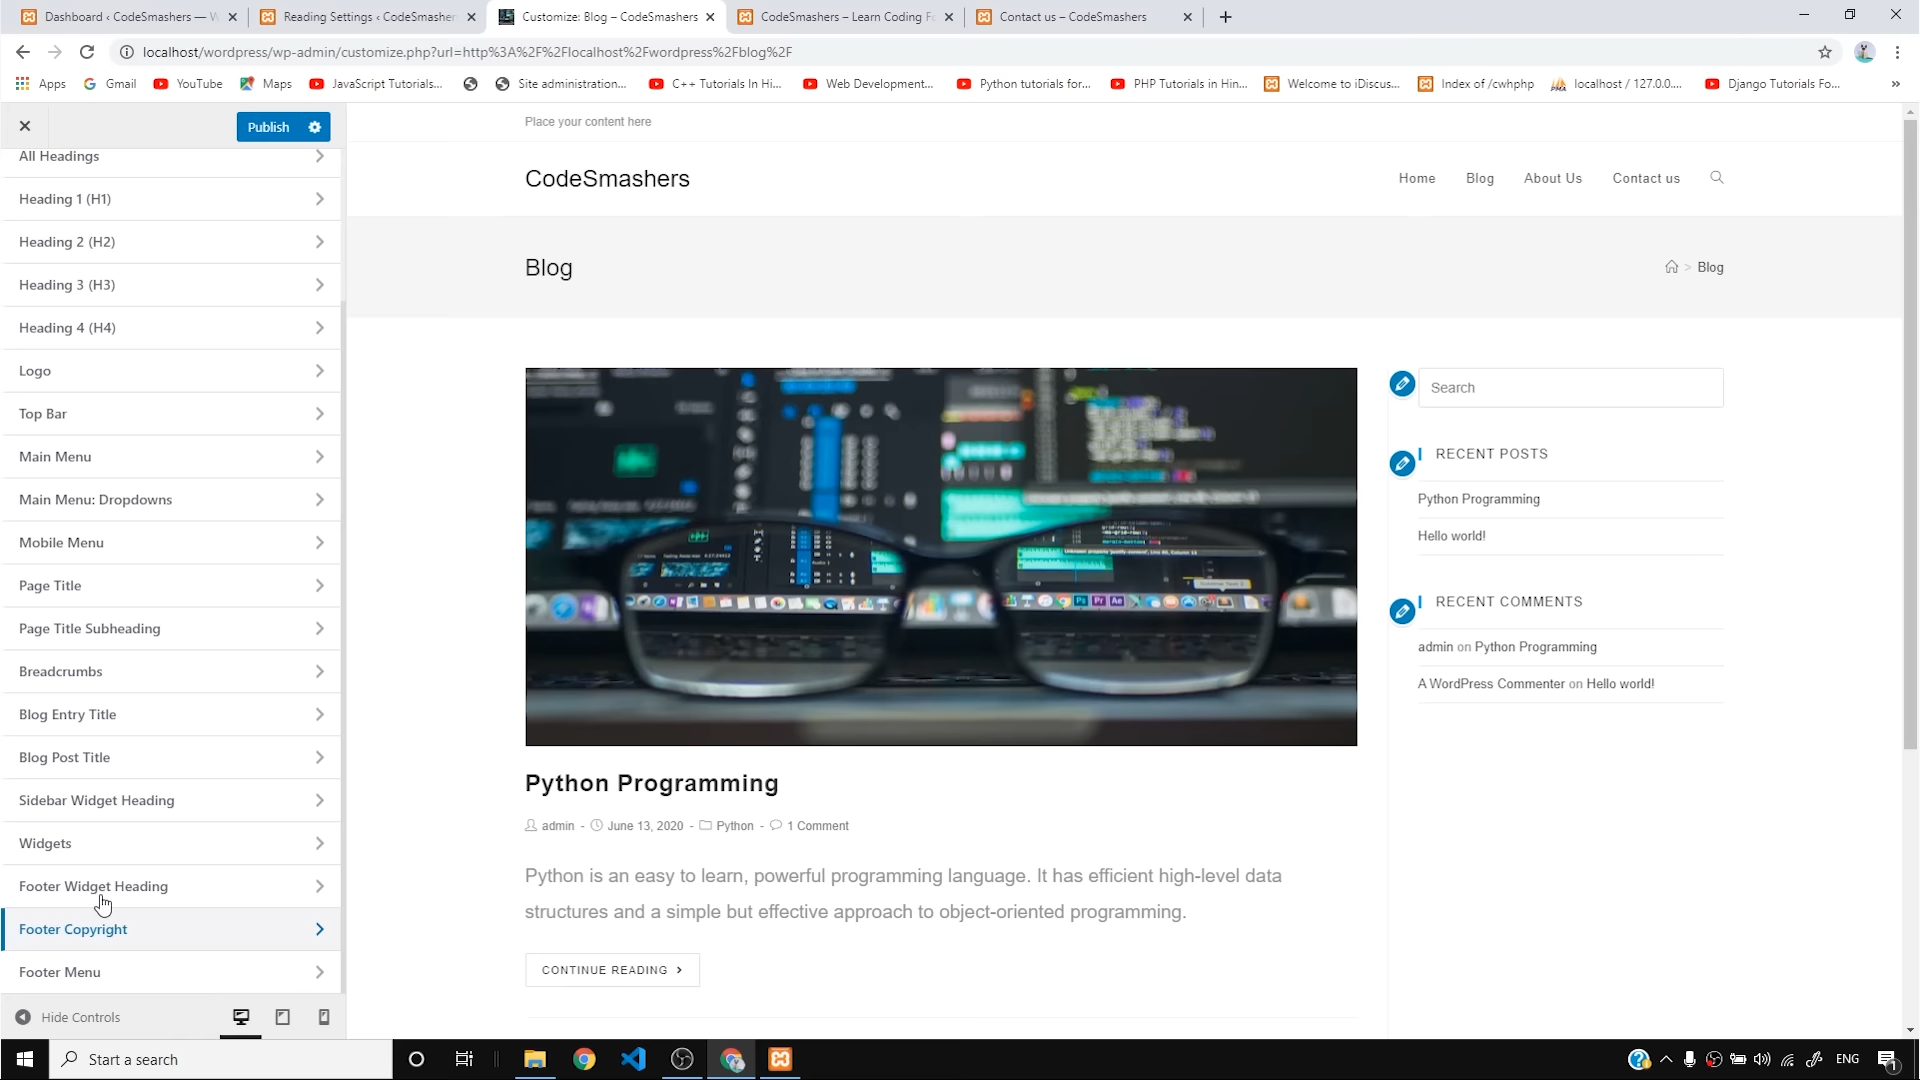 Dashboard ‹ CodeSmashers — W
Reading Settings ‹ CodeSmasher
Customize: Blog – CodeSmashers
CodeSmashers – Learn Coding F
Contact us – CodeSmashers
localhost/wordpress/wp-admin/customize.php?url=http%3A%2F%2Flocalhost%2Fwordpress%2Fblog%2F
Apps
Gmail
YouTube
Maps
JavaScript Tutorials...
Site administration...
C++ Tutorials In Hi...
Web Development...
Python tutorials for...
PHP Tutorials in Hin...
Welcome to iDiscus...
Index of /cwhphp
localhost / 127.0.0....
Django Tutorials Fo...
Publish
All Headings
Heading 1 (H1)
Heading 2 (H2)
Heading 3 (H3)
Heading 4 (H4)
Logo
Top Bar
Main Menu
Main Menu: Dropdowns
Mobile Menu
Page Title
Page Title Subheading
Breadcrumbs
Blog Entry Title
Blog Post Title
Sidebar Widget Heading
Widgets
Footer Widget Heading
Footer Copyright
Footer Menu
Hide Controls
Place your content here
CodeSmashers
Home
Blog
About Us
Contact us
Blog
> Blog
Search
RECENT POSTS
Python Programming
Hello world!
RECENT COMMENTS
admin on Python Programming
A WordPress Commenter on Hello world!
Python Programming
admin - June 13, 2020 - Python - 1 Comment
Python is an easy to learn, powerful programming language. It has efficient high-level data
structures and a simple but effective approach to object-oriented programming.
CONTINUE READING >
Start a search
ENG
1